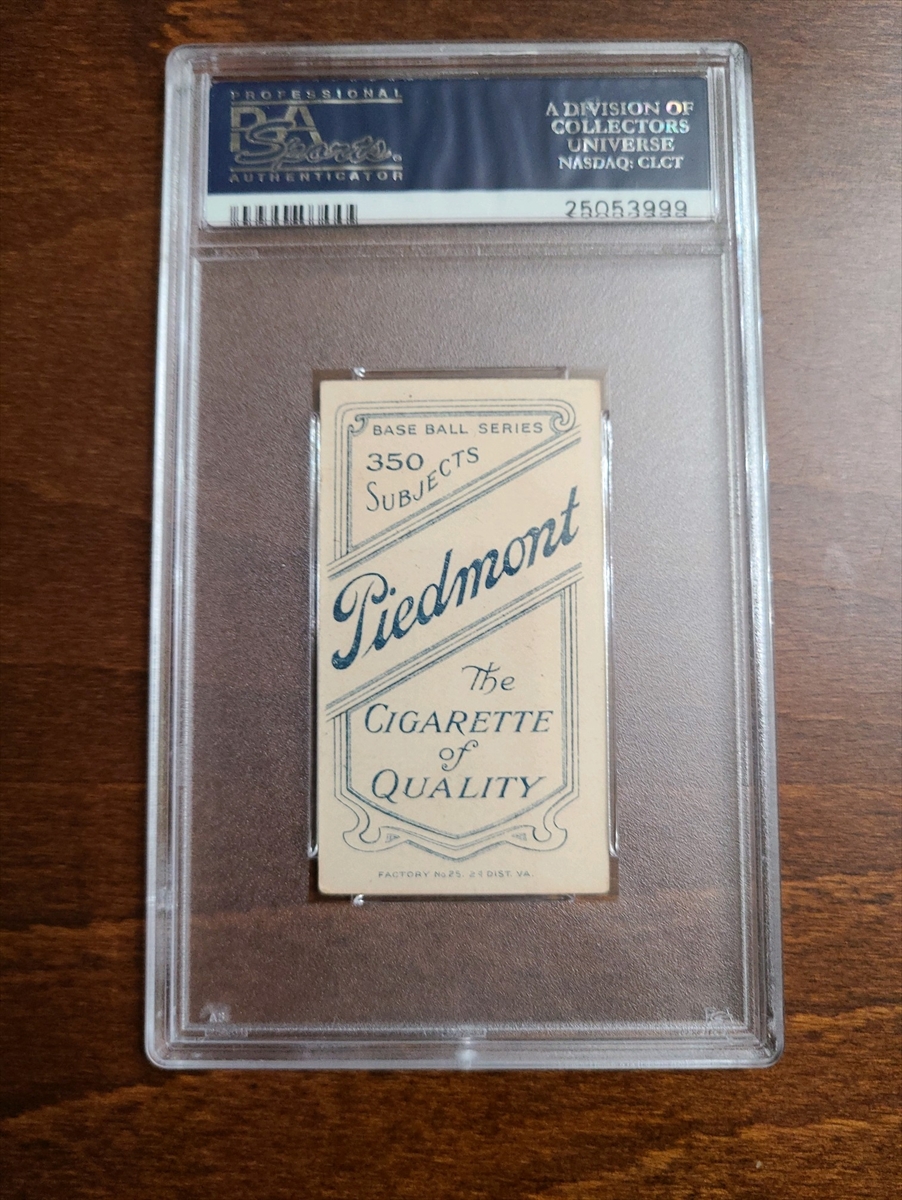 PROFESSIONAL
PSA
Sports
AUTHENTICATOR
A DIVISION OF
COLLECTORS
UNIVERSE
NASDAQ: CLCT
25053999
BASE BALL SERIES
350
SUBJECTS
Piedmont
The
CIGARETTE
of
QUALITY
FACTORY No 25. 2d DIST. VA.